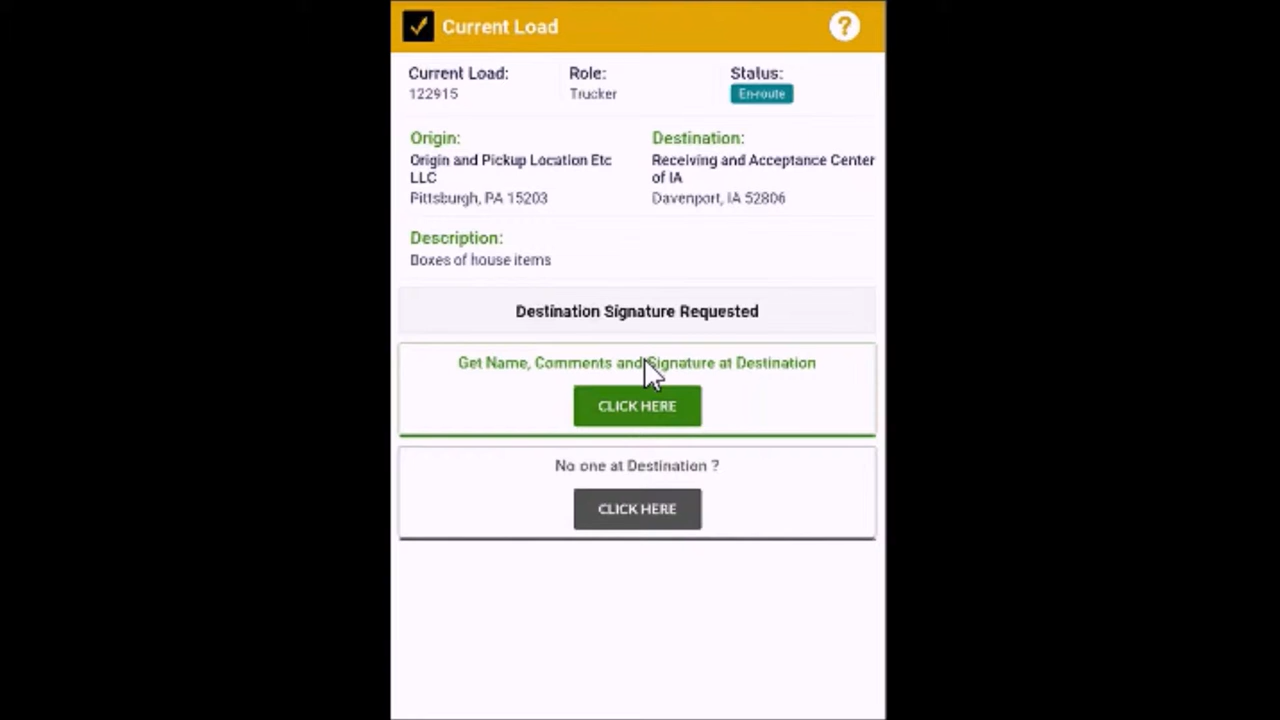 Current Load
?
Current Load:
Role:
Status:
122915
Trucker
En-route
Origin:
Origin and Pickup Location Etc
LLC
Pittsburgh, PA 15203
Destination:
Receiving and Acceptance Center
of IA
Davenport, IA 52806
Description:
Boxes of house items
Destination Signature Requested
Get Name, Comments and Signature at Destination
CLICK HERE
No one at Destination ?
CLICK HERE